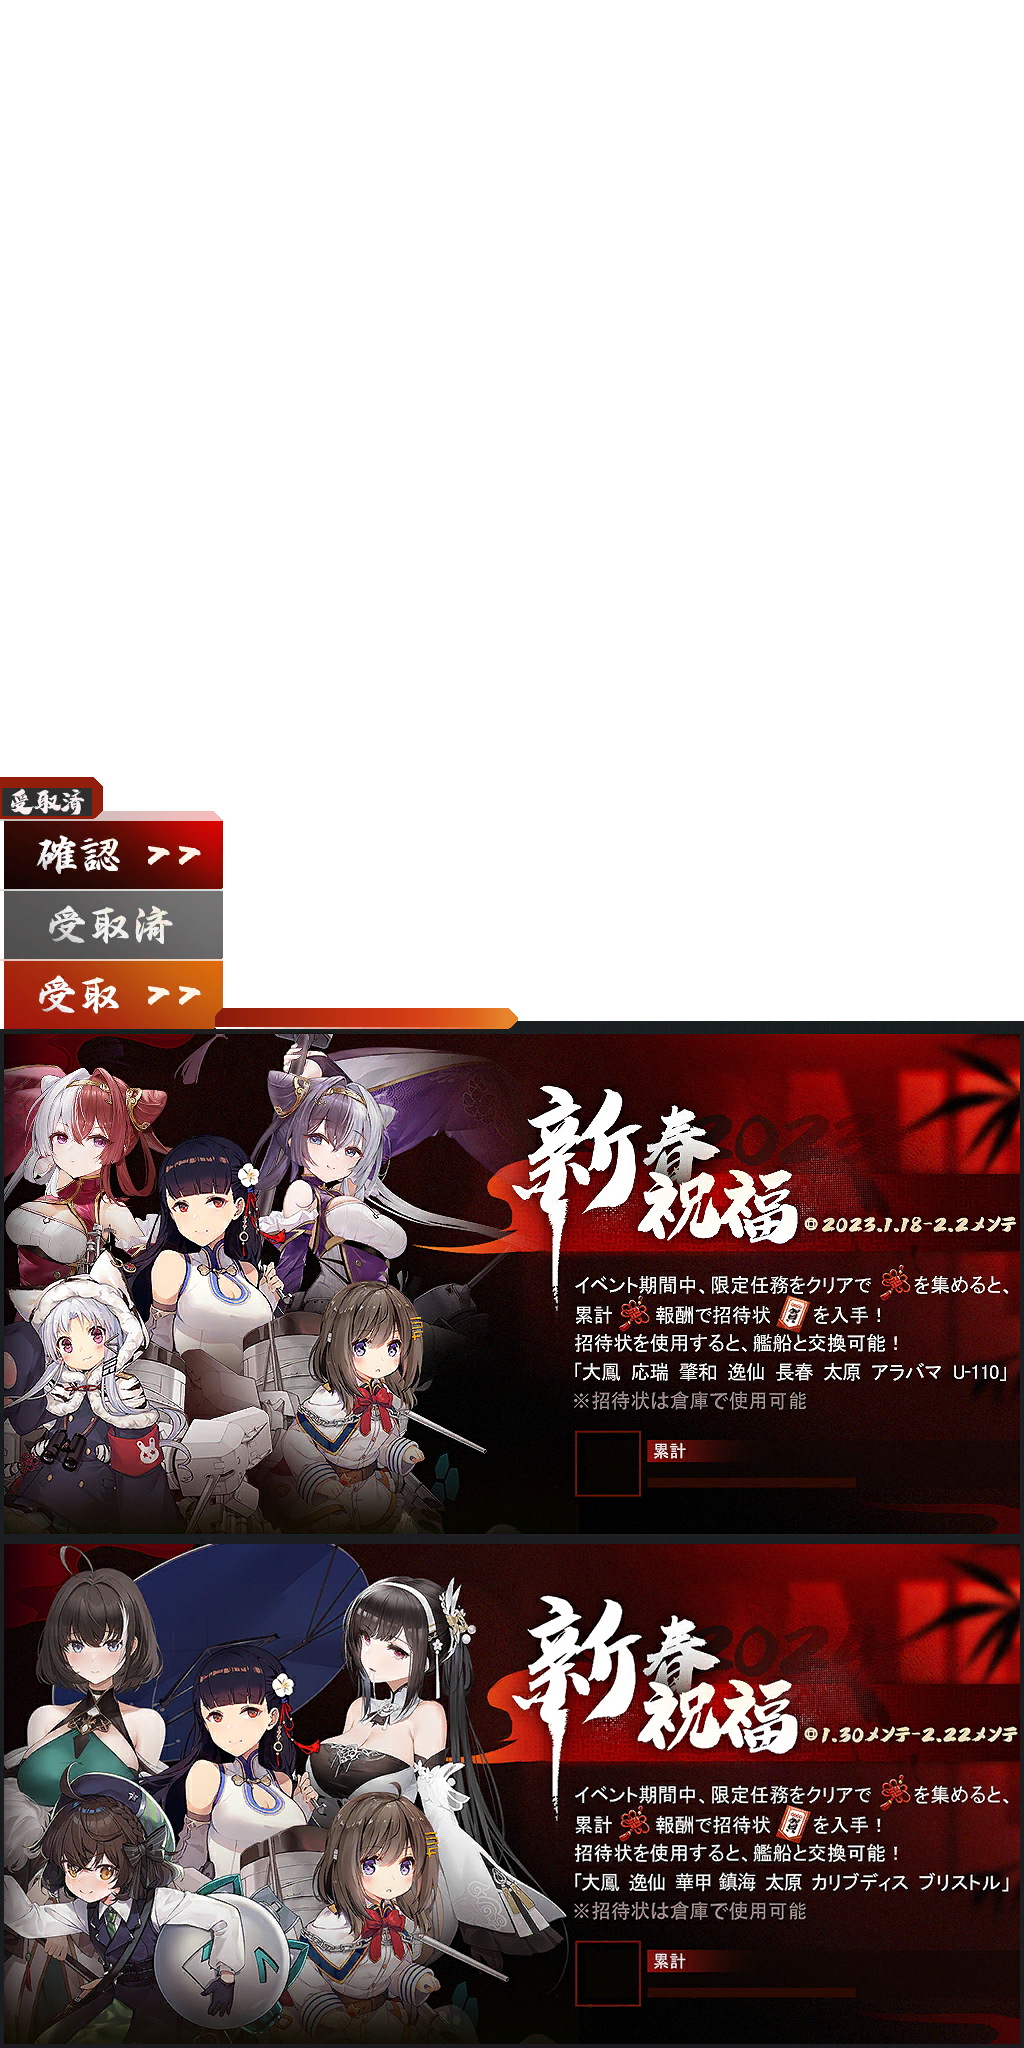 受取済
確認 >>
受取済
受取 >>
2023
新春
祝福
2023.1.18-2.2メンテ
イベント期間中、限定任務をクリアで を集めると、
累計 報酬で招待状 を入手！
招待状を使用すると、艦船と交換可能！
「大鳳 応瑞 肇和 逸仙 長春 太原 アラバマ U-110」
※招待状は倉庫で使用可能
累計
新春
祝福
1.30メンテ-2.22メンテ
イベント期間中、限定任務をクリアで を集めると、
累計 報酬で招待状 を入手！
招待状を使用すると、艦船と交換可能！
「大鳳 逸仙 華甲 鎮海 太原 カリブディス ブリストル」
※招待状は倉庫で使用可能
累計